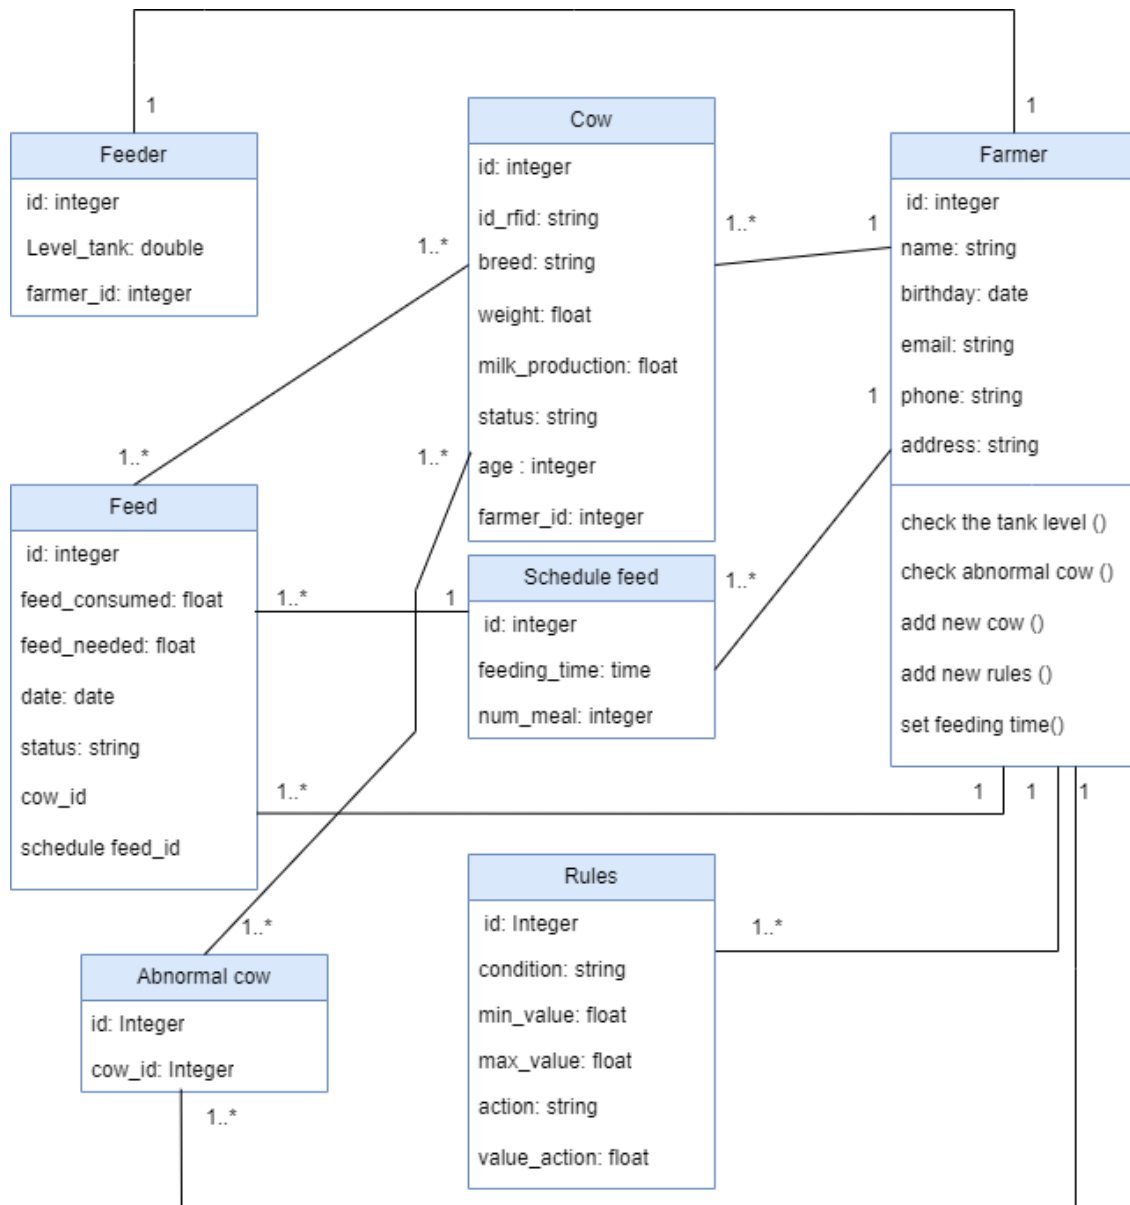 1
1
Feeder
id: integer
Level_tank: double
farmer_id: integer
Cow
id: integer
id_rfid: string
breed: string
weight: float
milk_production: float
status: string
age : integer
farmer_id: integer
Farmer
id: integer
name: string
birthday: date
email: string
phone: string
address: string
check the tank level ()
check abnormal cow ()
add new cow ()
add new rules ()
set feeding time()
1..*
1..*
1
1..*
1..*
1
Feed
id: integer
feed_consumed: float
feed_needed: float
date: date
status: string
cow_id
schedule feed_id
1..*
1
Schedule feed
id: integer
feeding_time: time
num_meal: integer
1..*
1..*
1
1
1
Rules
id: Integer
condition: string
min_value: float
max_value: float
action: string
value_action: float
1..*
1..*
Abnormal cow
id: Integer
cow_id: Integer
1..*